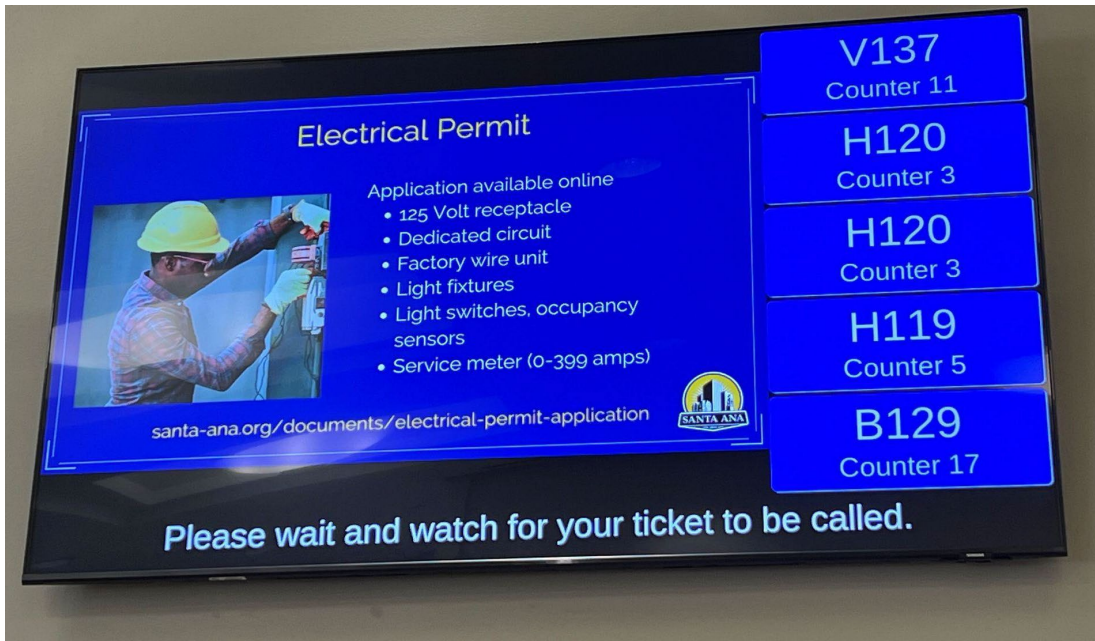 Electrical Permit
Application available online
• 125 Volt receptacle
• Dedicated circuit
• Factory wire unit
• Light fixtures
• Light switches, occupancy
sensors
• Service meter (0-399 amps)
santa-ana.org/documents/electrical-permit-application
SANTA ANA
V137
Counter 11
H120
Counter 3
H120
Counter 3
H119
Counter 5
B129
Counter 17
Please wait and watch for your ticket to be called.